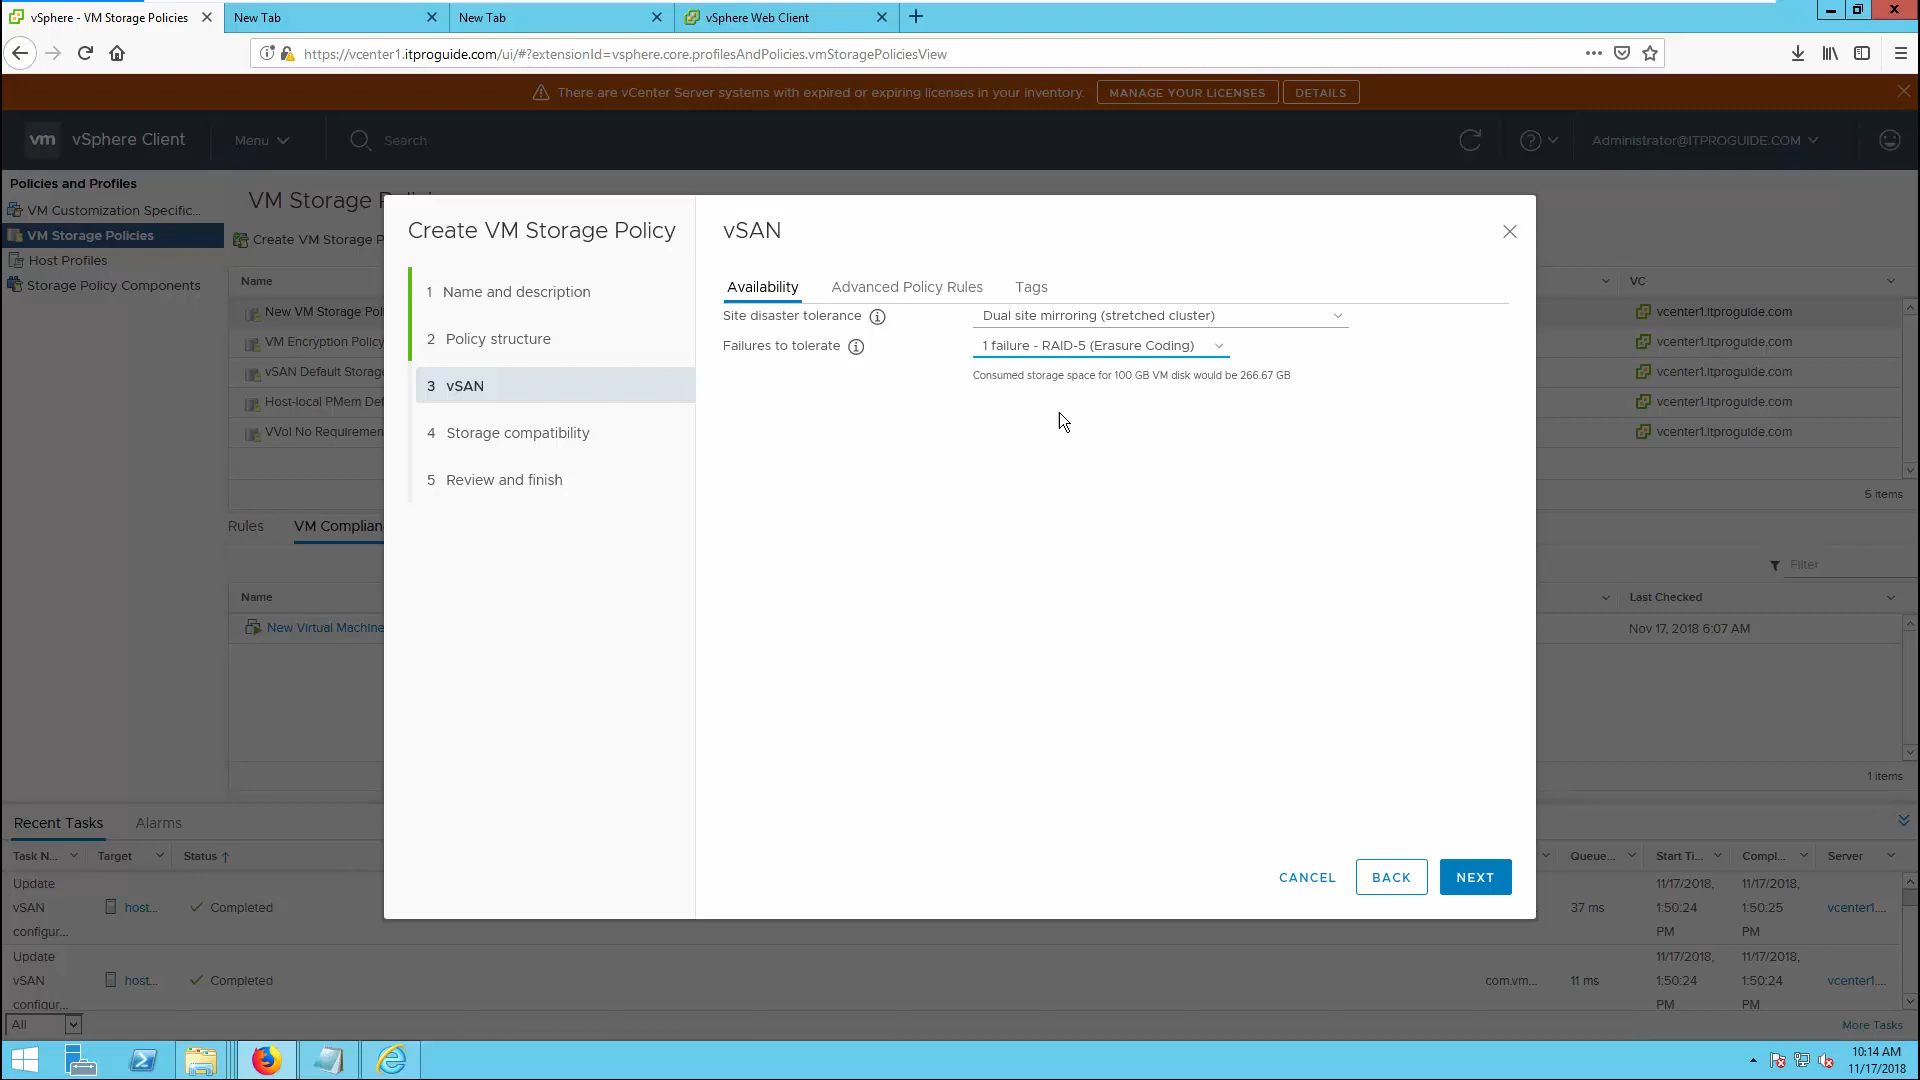 vSphere - VM Storage Policies
New Tab
New Tab
vSphere Web Client
https://vcenter1.itproguide.com/ui/#?extensionId=vsphere.core.profilesAndPolicies.vmStoragePoliciesView
There are vCenter Server systems with expired or expiring licenses in your inventory.
MANAGE YOUR LICENSES
DETAILS
vm vSphere Client
Menu
Search
Administrator@ITPROGUIDE.COM
Policies and Profiles
VM Customization Specific...
VM Storage Policies
Host Profiles
Storage Policy Components
VM Storage P
Create VM Storage P
Name
VC
New VM Storage Pol
vcenter1.itproguide.com
VM Encryption Policy
vcenter1.itproguide.com
vSAN Default Storag
vcenter1.itproguide.com
Host-local PMem Def
vcenter1.itproguide.com
VVol No Requiremen
vcenter1.itproguide.com
5 items
Rules
VM Complian
Filter
Name
Last Checked
New Virtual Machine
Nov 17, 2018 6:07 AM
1 items
Create VM Storage Policy
1 Name and description
2 Policy structure
3 vSAN
4 Storage compatibility
5 Review and finish
vSAN
Availability
Advanced Policy Rules
Tags
Site disaster tolerance
Dual site mirroring (stretched cluster)
Failures to tolerate
1 failure - RAID-5 (Erasure Coding)
Consumed storage space for 100 GB VM disk would be 266.67 GB
CANCEL
BACK
NEXT
Recent Tasks
Alarms
Task N...
Target
Status
Queue...
Start Ti...
Compl...
Server
Update
vSAN
configur...
host...
Completed
37 ms
11/17/2018,
1:50:24
PM
11/17/2018,
1:50:25
PM
vcenter1....
Update
vSAN
configur...
host...
Completed
com.vm...
11 ms
11/17/2018,
1:50:24
PM
11/17/2018,
1:50:24
PM
vcenter1....
All
More Tasks
10:14 AM
11/17/2018